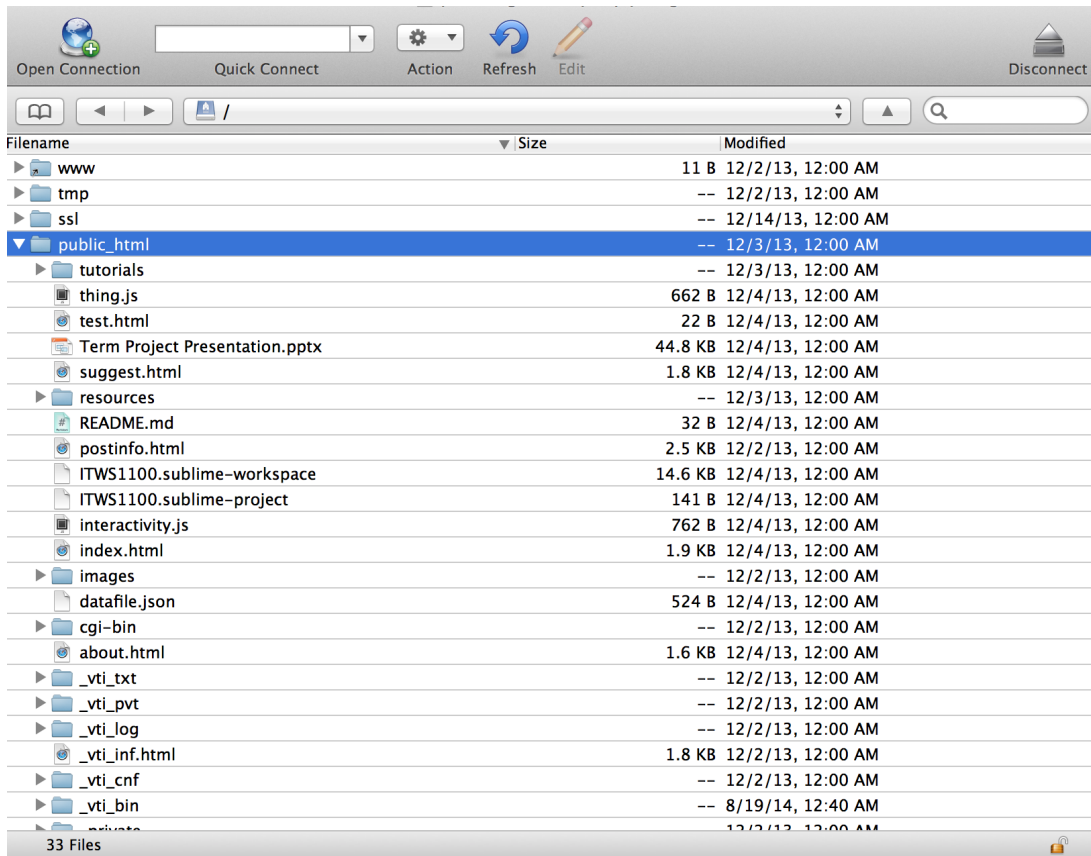 Open Connection Quick Connect Action Refresh Edit Disconnect
/
Filename Size Modified
www 11 B 12/2/13, 12:00 AM
tmp -- 12/2/13, 12:00 AM
ssl -- 12/14/13, 12:00 AM
public_html -- 12/3/13, 12:00 AM
tutorials -- 12/3/13, 12:00 AM
thing.js 662 B 12/4/13, 12:00 AM
test.html 22 B 12/4/13, 12:00 AM
Term Project Presentation.pptx 44.8 KB 12/4/13, 12:00 AM
suggest.html 1.8 KB 12/4/13, 12:00 AM
resources -- 12/3/13, 12:00 AM
README.md 32 B 12/4/13, 12:00 AM
postinfo.html 2.5 KB 12/2/13, 12:00 AM
ITWS1100.sublime-workspace 14.6 KB 12/4/13, 12:00 AM
ITWS1100.sublime-project 141 B 12/4/13, 12:00 AM
interactivity.js 762 B 12/4/13, 12:00 AM
index.html 1.9 KB 12/4/13, 12:00 AM
images -- 12/2/13, 12:00 AM
datafile.json 524 B 12/4/13, 12:00 AM
cgi-bin -- 12/2/13, 12:00 AM
about.html 1.6 KB 12/4/13, 12:00 AM
_vti_txt -- 12/2/13, 12:00 AM
_vti_pvt -- 12/2/13, 12:00 AM
_vti_log -- 12/2/13, 12:00 AM
_vti_inf.html 1.8 KB 12/2/13, 12:00 AM
_vti_cnf -- 12/2/13, 12:00 AM
_vti_bin -- 8/19/14, 12:40 AM
_private 12/2/13, 12:00 AM
33 Files